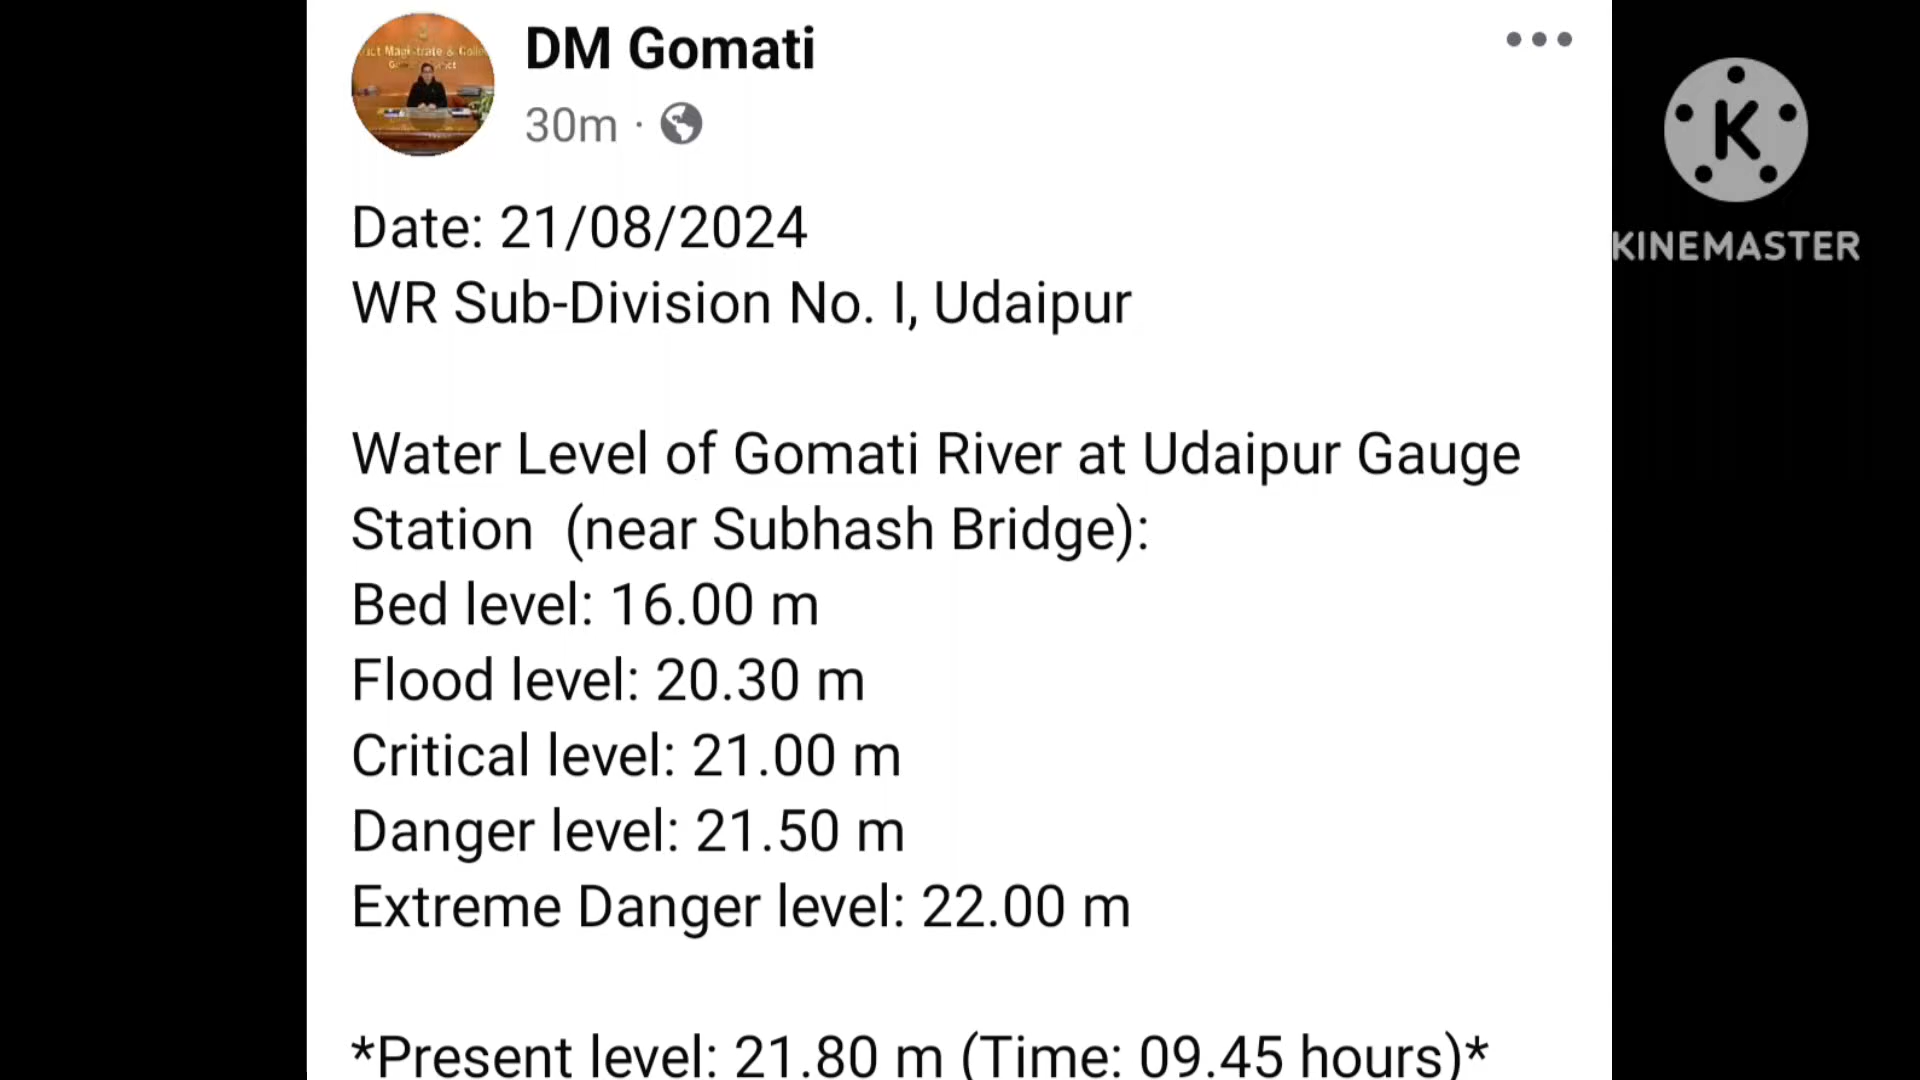 DM Gomati
30m ·
Date: 21/08/2024
WR Sub-Division No. I, Udaipur
Water Level of Gomati River at Udaipur Gauge
Station (near Subhash Bridge):
Bed level: 16.00 m
Flood level: 20.30 m
Critical level: 21.00 m
Danger level: 21.50 m
Extreme Danger level: 22.00 m
*Present level: 21.80 m (Time: 09.45 hours)*
K
KINEMASTER